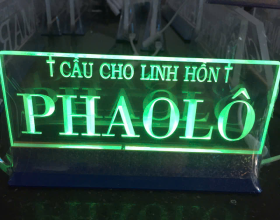 † CẦU CHO LINH HỒN †
PHAOLÔ